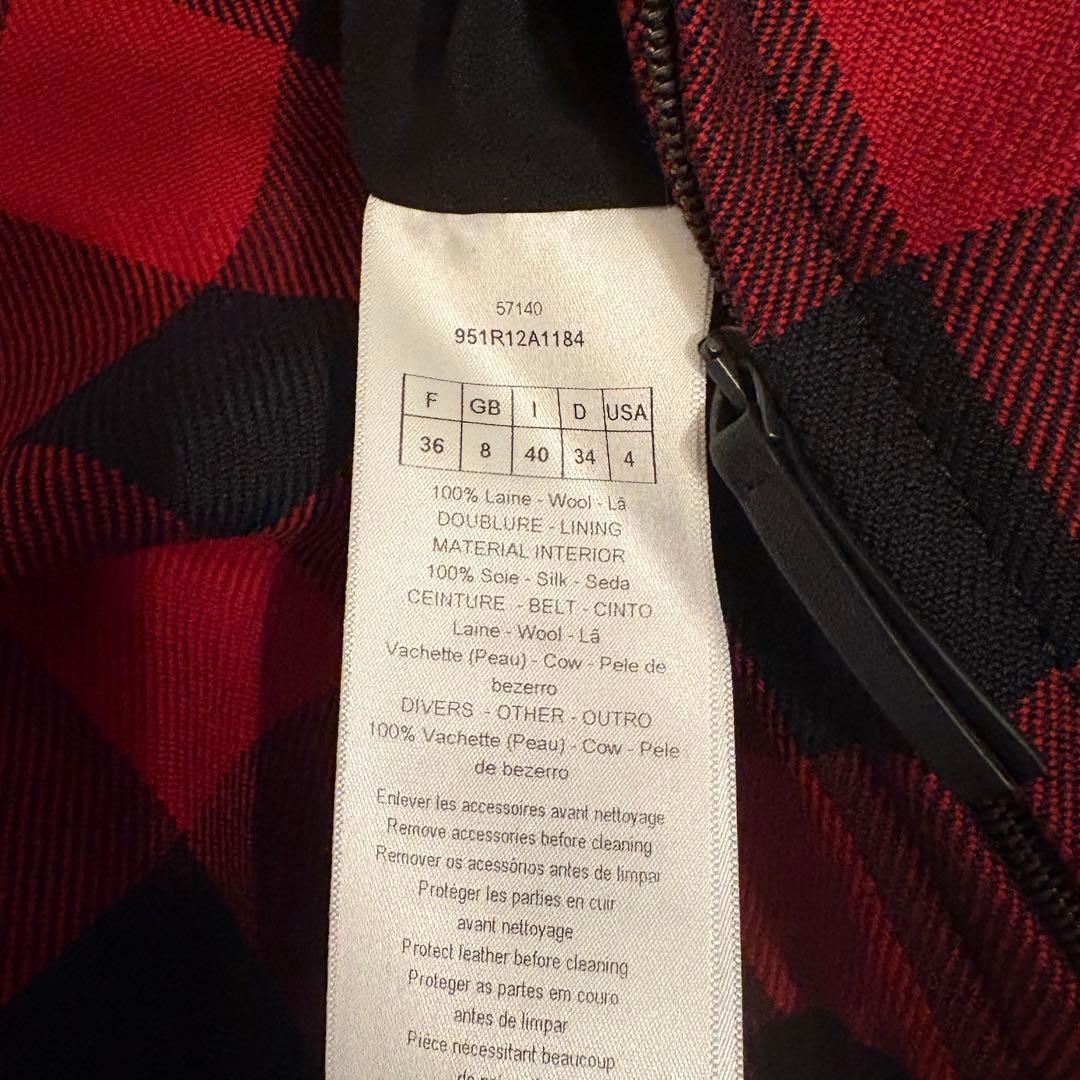 57140
951R12A1184
F GB I D USA
36 8 40 34 4
100% Laine - Wool - Lã
DOUBLURE - LINING
MATERIAL INTERIOR
100% Soie - Silk - Seda
CEINTURE - BELT - CINTO
Laine - Wool - Lã
Vachette (Peau) - Cow - Pele de
bezerro
DIVERS - OTHER - OUTRO
100% Vachette (Peau) - Cow - Pele
de bezerro
Enlever les accessoires avant nettoyage
Remove accessories before cleaning
Remover os acessórios antes de limpar
Protéger les parties en cuir
avant nettoyage
Protect leather before cleaning
Proteger as partes em couro
antes de limpar
Pièce nécessitant beaucoup